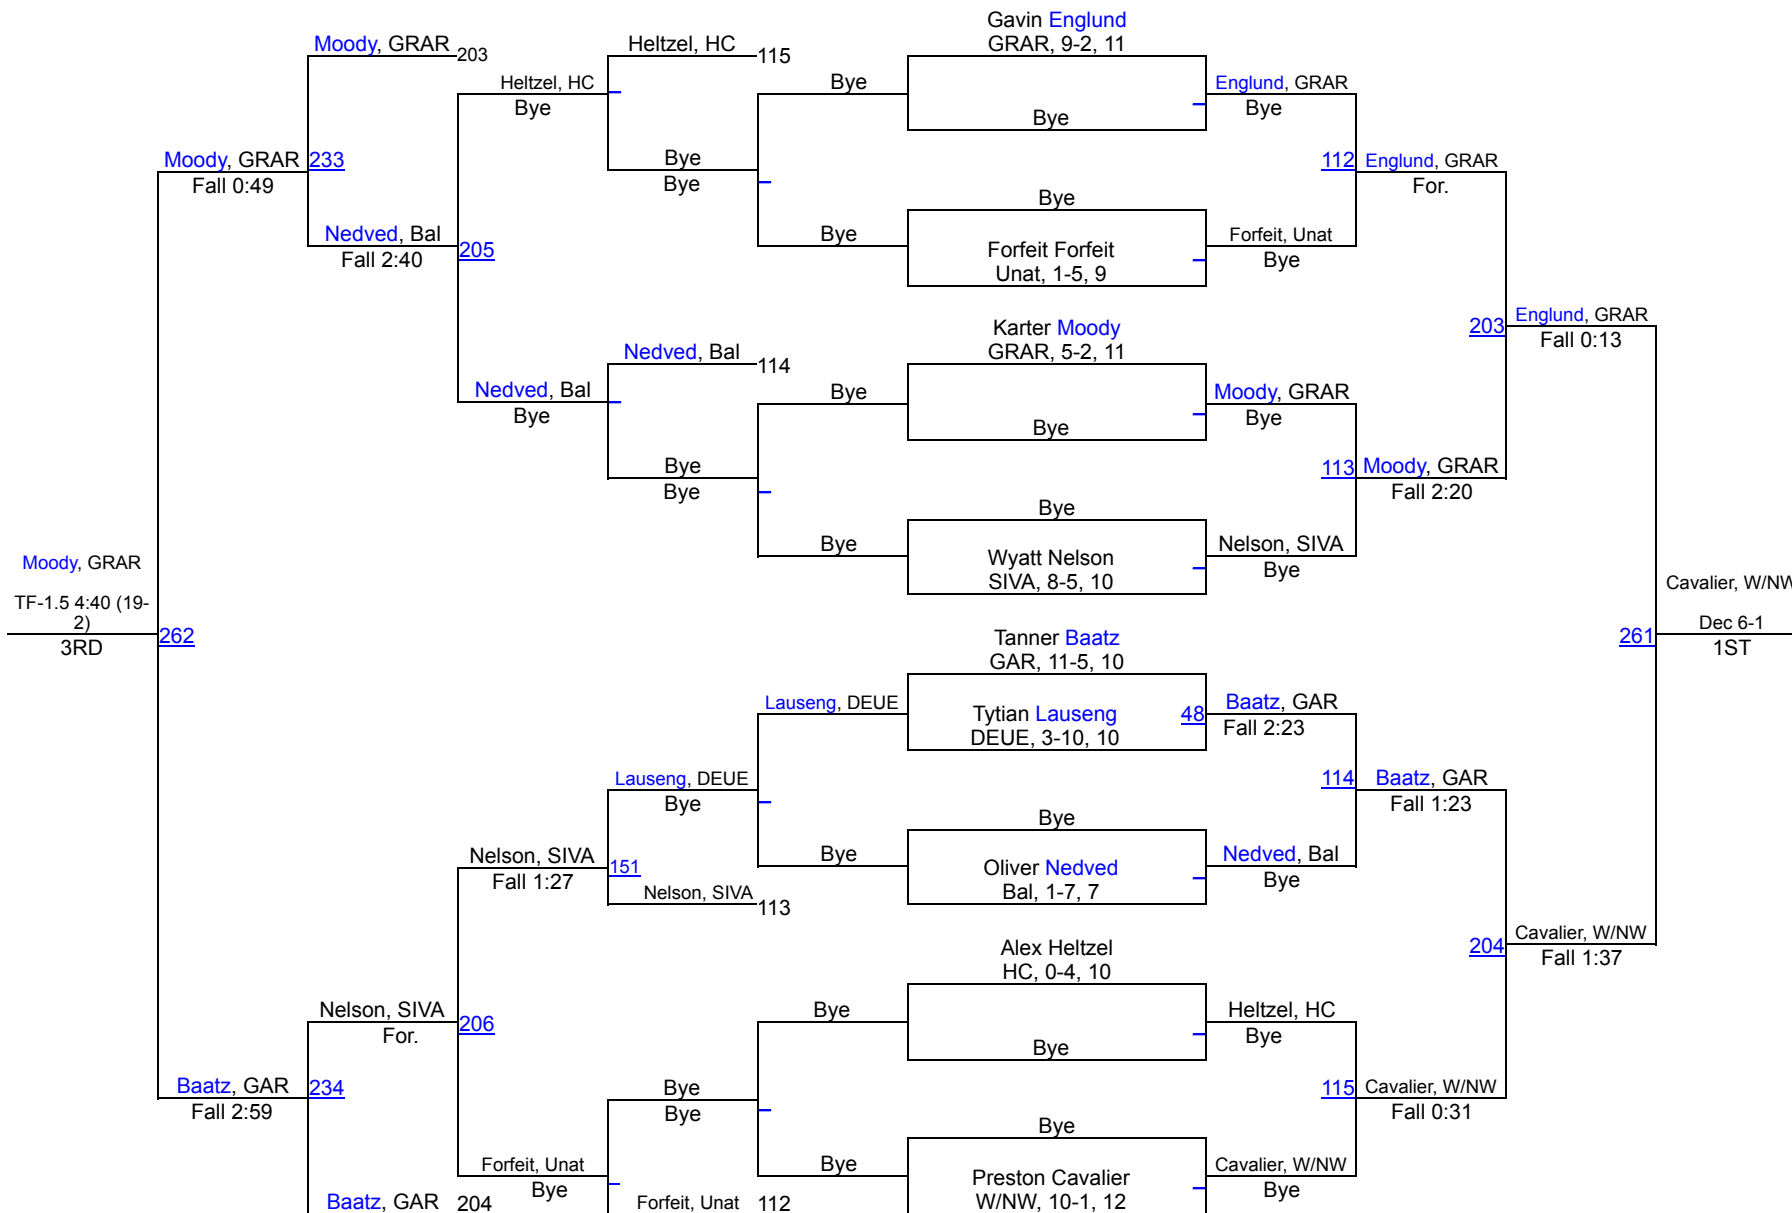 Gavin Englund
GRAR, 9-2, 11
Moody, GRAR
203
Heltzel, HC
115
Heltzel, HC
Bye
Bye
Englund, GRAR
Bye
Bye
Moody, GRAR
233
Fall 0:49
Bye
Bye
112
Englund, GRAR
For.
Bye
Nedved, Bal
205
Fall 2:40
Bye
Forfeit Forfeit
Unat, 1-5, 9
Forfeit, Unat
Bye
Karter Moody
GRAR, 5-2, 11
203
Englund, GRAR
Fall 0:13
Nedved, Bal
114
Nedved, Bal
Bye
Bye
Moody, GRAR
Bye
Bye
Bye
Bye
113
Moody, GRAR
Fall 2:20
Bye
Bye
Wyatt Nelson
SIVA, 8-5, 10
Nelson, SIVA
Bye
Moody, GRAR
TF-1.5 4:40 (19-
2)
3RD
262
Cavalier, W/NW
Dec 6-1
1ST
261
Tanner Baatz
GAR, 11-5, 10
Lauseng, DEUE
Tytian Lauseng
DEUE, 3-10, 10
48
Baatz, GAR
Fall 2:23
Lauseng, DEUE
Bye
114
Baatz, GAR
Fall 1:23
Bye
Nelson, SIVA
151
Fall 1:27
Bye
Oliver Nedved
Bal, 1-7, 7
Nedved, Bal
Bye
Nelson, SIVA
113
Alex Heltzel
HC, 0-4, 10
204
Cavalier, W/NW
Fall 1:37
Nelson, SIVA
206
For.
Bye
Bye
Heltzel, HC
Bye
Baatz, GAR
234
Fall 2:59
Bye
Bye
115
Cavalier, W/NW
Fall 0:31
Bye
Forfeit, Unat
Bye
Bye
Preston Cavalier
W/NW, 10-1, 12
Cavalier, W/NW
Bye
Baatz, GAR
204
Forfeit, Unat
112